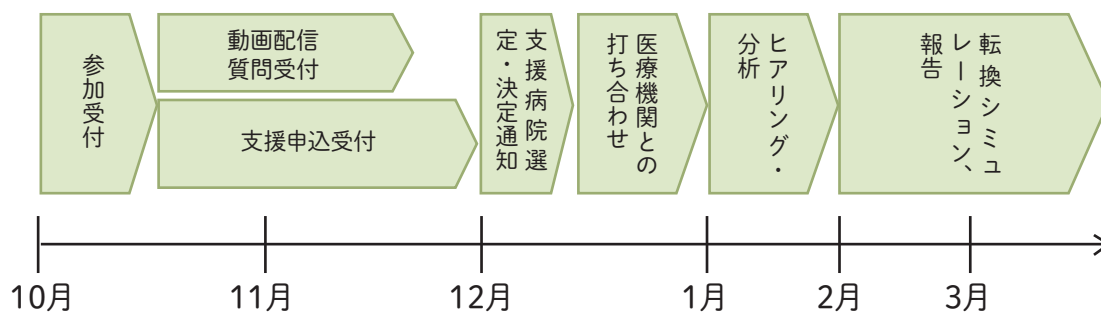 参加受付
動画配信
質問受付
支援申込受付
支援病院選
定・決定通知
医療機関との
打ち合わせ
ヒアリング・
分析
転換シミュ
レーション、
報告
10月
11月
12月
1月
2月
3月